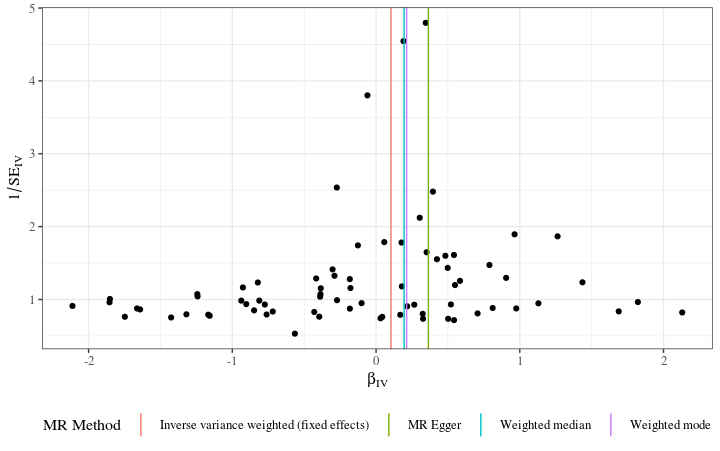 5
4
3
2
1
1/SE_IV
-2
-1
0
1
2
β_IV
MR Method
Inverse variance weighted (fixed effects)
MR Egger
Weighted median
Weighted mode